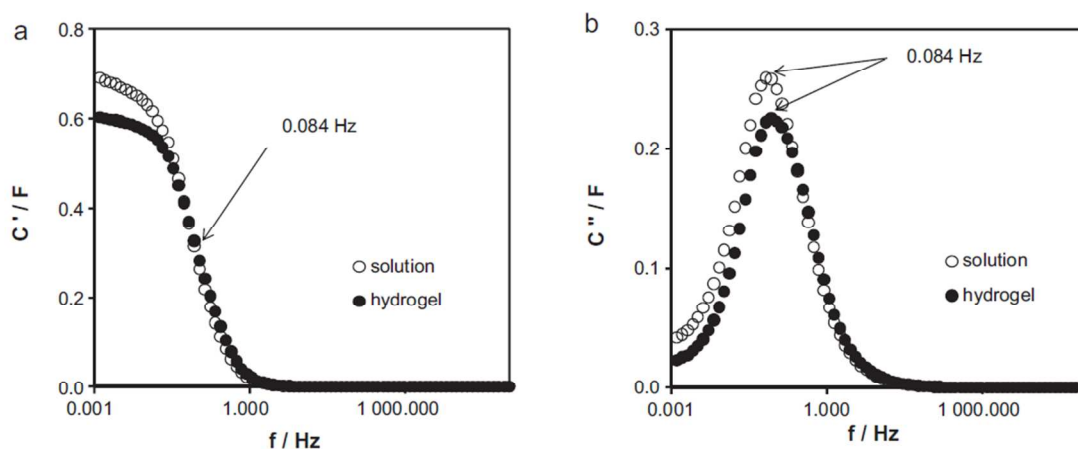 a
0.8
0.6
0.4
0.2
0.0
C ' / F
0.084 Hz
solution
hydrogel
0.001
1.000
1 000.000
f / Hz
b
0.3
0.2
0.1
0.0
C " / F
0.084 Hz
solution
hydrogel
0.001
1.000
1 000.000
f / Hz